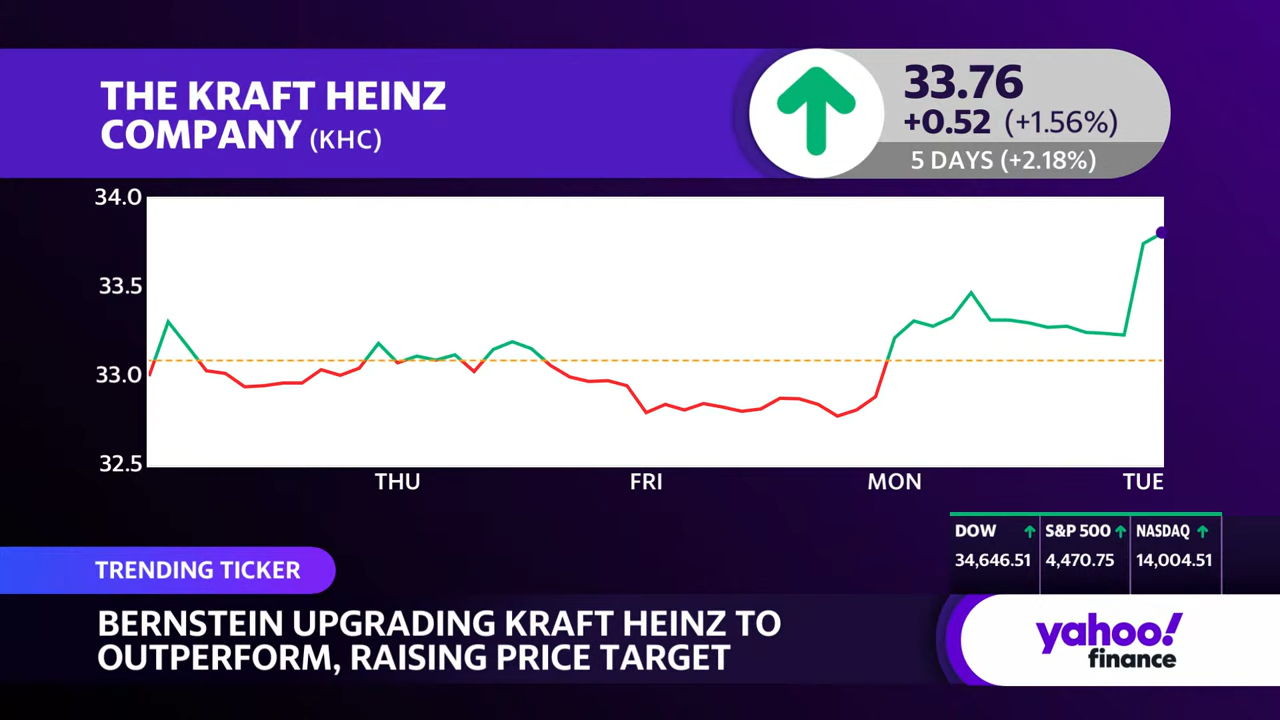 THE KRAFT HEINZ
COMPANY (KHC)
33.76
+0.52 (+1.56%)
5 DAYS (+2.18%)
34.0
33.5
33.0
32.5
THU FRI MON TUE
DOW S&P 500 NASDAQ
34,646.51 4,470.75 14,004.51
TRENDING TICKER
BERNSTEIN UPGRADING KRAFT HEINZ TO
OUTPERFORM, RAISING PRICE TARGET
yahoo!
finance